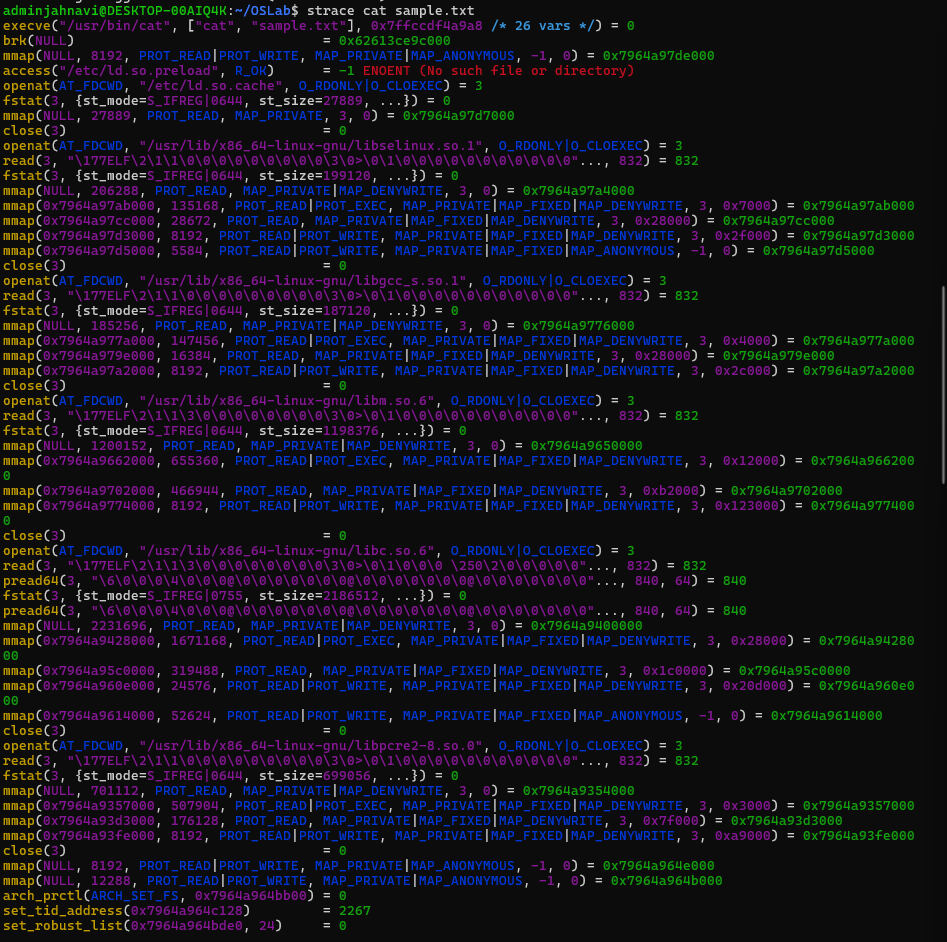 adminjahnavi@DESKTOP-00AIQ4K:~/OSLab$ strace cat sample.txt
execve("/usr/bin/cat", ["cat", "sample.txt"], 0x7ffccdf4a9a8 /* 26 vars */) = 0
brk(NULL)                               = 0x62613ce9c000
mmap(NULL, 8192, PROT_READ|PROT_WRITE, MAP_PRIVATE|MAP_ANONYMOUS, -1, 0) = 0x7964a97de000
access("/etc/ld.so.preload", R_OK)      = -1 ENOENT (No such file or directory)
openat(AT_FDCWD, "/etc/ld.so.cache", O_RDONLY|O_CLOEXEC) = 3
fstat(3, {st_mode=S_IFREG|0644, st_size=27889, ...}) = 0
mmap(NULL, 27889, PROT_READ, MAP_PRIVATE, 3, 0) = 0x7964a97d7000
close(3)                                = 0
openat(AT_FDCWD, "/usr/lib/x86_64-linux-gnu/libselinux.so.1", O_RDONLY|O_CLOEXEC) = 3
read(3, "\177ELF\2\1\1\0\0\0\0\0\0\0\0\0\3\0>\0\1\0\0\0\0\0\0\0\0\0\0\0"..., 832) = 832
fstat(3, {st_mode=S_IFREG|0644, st_size=199120, ...}) = 0
mmap(NULL, 206288, PROT_READ, MAP_PRIVATE|MAP_DENYWRITE, 3, 0) = 0x7964a97a4000
mmap(0x7964a97ab000, 135168, PROT_READ|PROT_EXEC, MAP_PRIVATE|MAP_FIXED|MAP_DENYWRITE, 3, 0x7000) = 0x7964a97ab000
mmap(0x7964a97cc000, 28672, PROT_READ, MAP_PRIVATE|MAP_FIXED|MAP_DENYWRITE, 3, 0x28000) = 0x7964a97cc000
mmap(0x7964a97d3000, 8192, PROT_READ|PROT_WRITE, MAP_PRIVATE|MAP_FIXED|MAP_DENYWRITE, 3, 0x2f000) = 0x7964a97d3000
mmap(0x7964a97d5000, 5584, PROT_READ|PROT_WRITE, MAP_PRIVATE|MAP_FIXED|MAP_ANONYMOUS, -1, 0) = 0x7964a97d5000
close(3)                                = 0
openat(AT_FDCWD, "/usr/lib/x86_64-linux-gnu/libgcc_s.so.1", O_RDONLY|O_CLOEXEC) = 3
read(3, "\177ELF\2\1\1\0\0\0\0\0\0\0\0\0\3\0>\0\1\0\0\0\0\0\0\0\0\0\0\0"..., 832) = 832
fstat(3, {st_mode=S_IFREG|0644, st_size=187120, ...}) = 0
mmap(NULL, 185256, PROT_READ, MAP_PRIVATE|MAP_DENYWRITE, 3, 0) = 0x7964a9776000
mmap(0x7964a977a000, 147456, PROT_READ|PROT_EXEC, MAP_PRIVATE|MAP_FIXED|MAP_DENYWRITE, 3, 0x4000) = 0x7964a977a000
mmap(0x7964a979e000, 16384, PROT_READ, MAP_PRIVATE|MAP_FIXED|MAP_DENYWRITE, 3, 0x28000) = 0x7964a979e000
mmap(0x7964a97a2000, 8192, PROT_READ|PROT_WRITE, MAP_PRIVATE|MAP_FIXED|MAP_DENYWRITE, 3, 0x2c000) = 0x7964a97a2000
close(3)                                = 0
openat(AT_FDCWD, "/usr/lib/x86_64-linux-gnu/libm.so.6", O_RDONLY|O_CLOEXEC) = 3
read(3, "\177ELF\2\1\1\3\0\0\0\0\0\0\0\0\3\0>\0\1\0\0\0\0\0\0\0\0\0\0\0"..., 832) = 832
fstat(3, {st_mode=S_IFREG|0644, st_size=1198376, ...}) = 0
mmap(NULL, 1200152, PROT_READ, MAP_PRIVATE|MAP_DENYWRITE, 3, 0) = 0x7964a9650000
mmap(0x7964a9662000, 655360, PROT_READ|PROT_EXEC, MAP_PRIVATE|MAP_FIXED|MAP_DENYWRITE, 3, 0x12000) = 0x7964a966200
0
mmap(0x7964a9702000, 466944, PROT_READ, MAP_PRIVATE|MAP_FIXED|MAP_DENYWRITE, 3, 0xb2000) = 0x7964a9702000
mmap(0x7964a9774000, 8192, PROT_READ|PROT_WRITE, MAP_PRIVATE|MAP_FIXED|MAP_DENYWRITE, 3, 0x123000) = 0x7964a977400
0
close(3)                                = 0
openat(AT_FDCWD, "/usr/lib/x86_64-linux-gnu/libc.so.6", O_RDONLY|O_CLOEXEC) = 3
read(3, "\177ELF\2\1\1\3\0\0\0\0\0\0\0\0\3\0>\0\1\0\0\0 \250\2\0\0\0\0\0"..., 832) = 832
pread64(3, "\6\0\0\0\4\0\0\0@\0\0\0\0\0\0\0@\0\0\0\0\0\0\0@\0\0\0\0\0\0\0"..., 840, 64) = 840
fstat(3, {st_mode=S_IFREG|0755, st_size=2186512, ...}) = 0
pread64(3, "\6\0\0\0\4\0\0\0@\0\0\0\0\0\0\0@\0\0\0\0\0\0\0@\0\0\0\0\0\0\0"..., 840, 64) = 840
mmap(NULL, 2231696, PROT_READ, MAP_PRIVATE|MAP_DENYWRITE, 3, 0) = 0x7964a9400000
mmap(0x7964a9428000, 1671168, PROT_READ|PROT_EXEC, MAP_PRIVATE|MAP_FIXED|MAP_DENYWRITE, 3, 0x28000) = 0x7964a94280
00
mmap(0x7964a95c0000, 319488, PROT_READ, MAP_PRIVATE|MAP_FIXED|MAP_DENYWRITE, 3, 0x1c0000) = 0x7964a95c0000
mmap(0x7964a960e000, 24576, PROT_READ|PROT_WRITE, MAP_PRIVATE|MAP_FIXED|MAP_DENYWRITE, 3, 0x20d000) = 0x7964a960e0
00
mmap(0x7964a9614000, 52624, PROT_READ|PROT_WRITE, MAP_PRIVATE|MAP_FIXED|MAP_ANONYMOUS, -1, 0) = 0x7964a9614000
close(3)                                = 0
openat(AT_FDCWD, "/usr/lib/x86_64-linux-gnu/libpcre2-8.so.0", O_RDONLY|O_CLOEXEC) = 3
read(3, "\177ELF\2\1\1\0\0\0\0\0\0\0\0\0\3\0>\0\1\0\0\0\0\0\0\0\0\0\0\0"..., 832) = 832
fstat(3, {st_mode=S_IFREG|0644, st_size=699056, ...}) = 0
mmap(NULL, 701112, PROT_READ, MAP_PRIVATE|MAP_DENYWRITE, 3, 0) = 0x7964a9354000
mmap(0x7964a9357000, 507904, PROT_READ|PROT_EXEC, MAP_PRIVATE|MAP_FIXED|MAP_DENYWRITE, 3, 0x3000) = 0x7964a9357000
mmap(0x7964a93d3000, 176128, PROT_READ, MAP_PRIVATE|MAP_FIXED|MAP_DENYWRITE, 3, 0x7f000) = 0x7964a93d3000
mmap(0x7964a93fe000, 8192, PROT_READ|PROT_WRITE, MAP_PRIVATE|MAP_FIXED|MAP_DENYWRITE, 3, 0xa9000) = 0x7964a93fe000
close(3)                                = 0
mmap(NULL, 8192, PROT_READ|PROT_WRITE, MAP_PRIVATE|MAP_ANONYMOUS, -1, 0) = 0x7964a964e000
mmap(NULL, 12288, PROT_READ|PROT_WRITE, MAP_PRIVATE|MAP_ANONYMOUS, -1, 0) = 0x7964a964b000
arch_prctl(ARCH_SET_FS, 0x7964a964bb00) = 0
set_tid_address(0x7964a964c128)         = 2267
set_robust_list(0x7964a964bde0, 24)     = 0